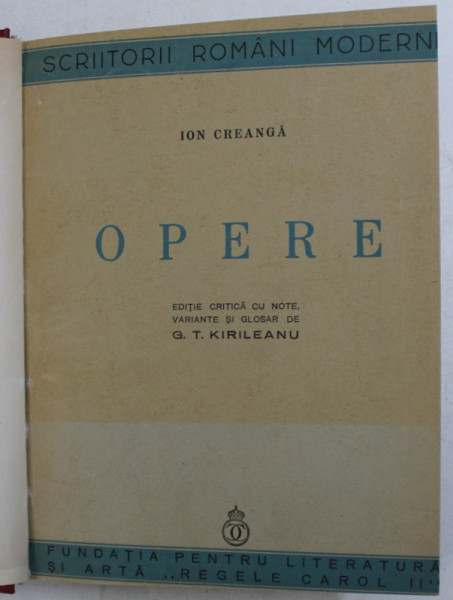 SCRIITORII ROMÂNI MODERNI
ION CREANGĂ
OPERE
EDIȚIE CRITICĂ CU NOTE,
VARIANTE ȘI GLOSAR DE
G. T. KIRILEANU
FUNDAȚIA PENTRU LITERATURĂ
ȘI ARTĂ „REGELE CAROL II"